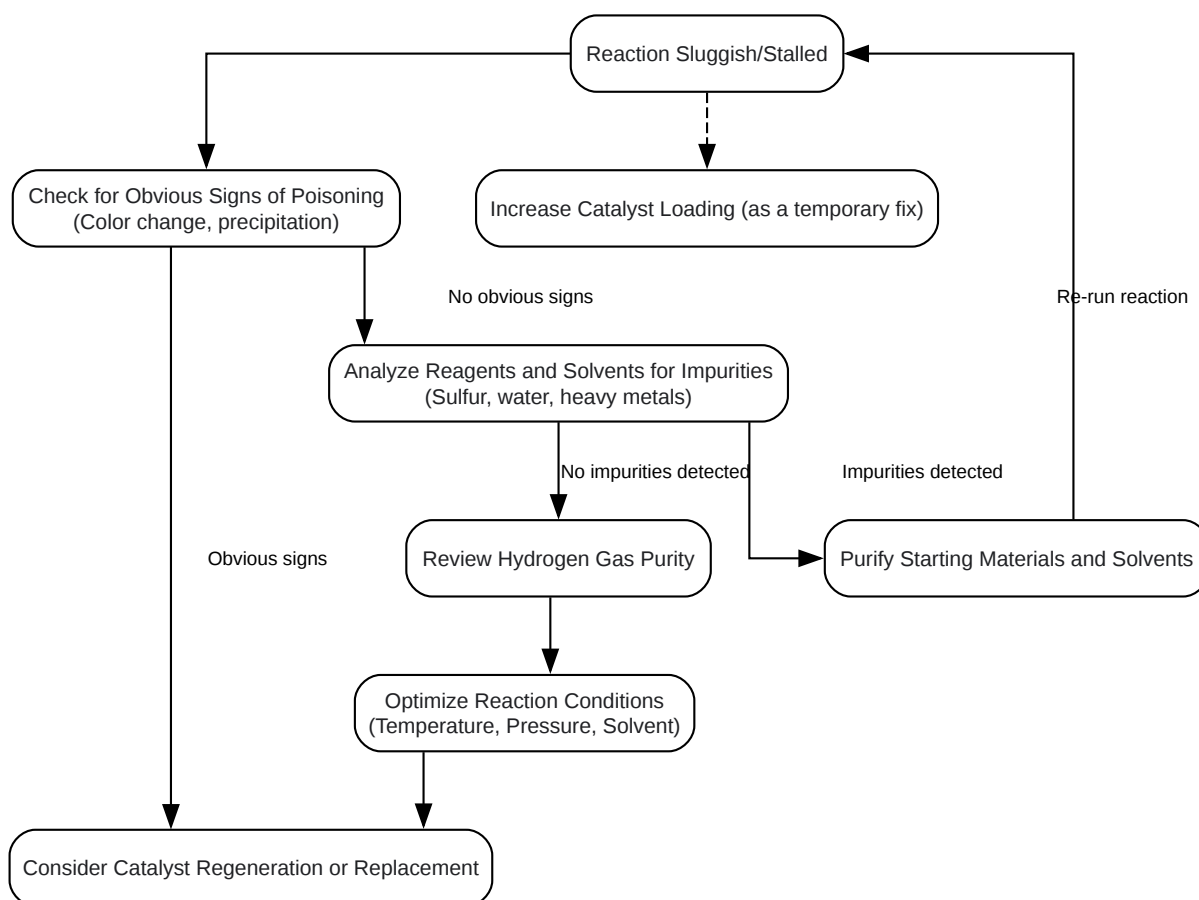 Reaction Sluggish/Stalled
Check for Obvious Signs of Poisoning
(Color change, precipitation)
Increase Catalyst Loading (as a temporary fix)
No obvious signs
Re-run reaction
Analyze Reagents and Solvents for Impurities
(Sulfur, water, heavy metals)
No impurities detected
Impurities detected
Obvious signs
Review Hydrogen Gas Purity
Purify Starting Materials and Solvents
Optimize Reaction Conditions
(Temperature, Pressure, Solvent)
Consider Catalyst Regeneration or Replacement